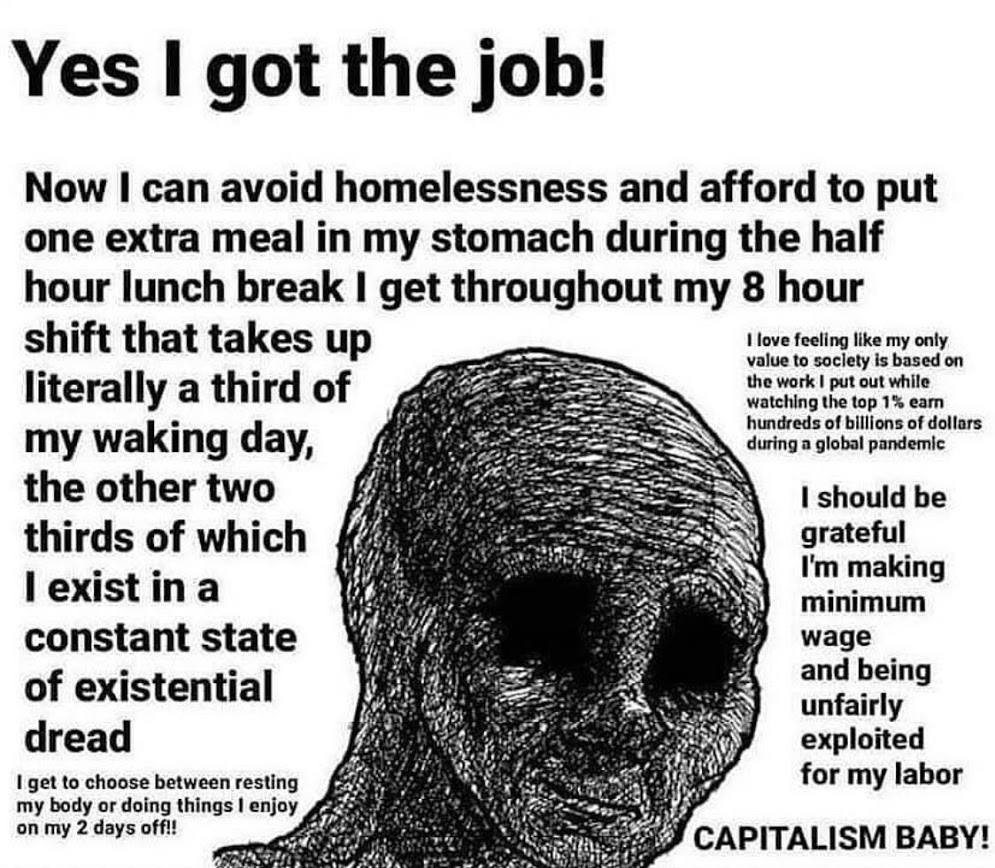 Yes I got the job!
Now I can avoid homelessness and afford to put
one extra meal in my stomach during the half
hour lunch break I get throughout my 8 hour
shift that takes up
literally a third of
my waking day,
the other two
thirds of which
I exist in a
constant state
of existential
dread
I get to choose between resting
my body or doing things I enjoy
on my 2 days off!!
I love feeling like my only
value to society is based on
the work I put out while
watching the top 1% earn
hundreds of billions of dollars
during a global pandemic
I should be
grateful
I'm making
minimum
wage
and being
unfairly
exploited
for my labor
CAPITALISM BABY!